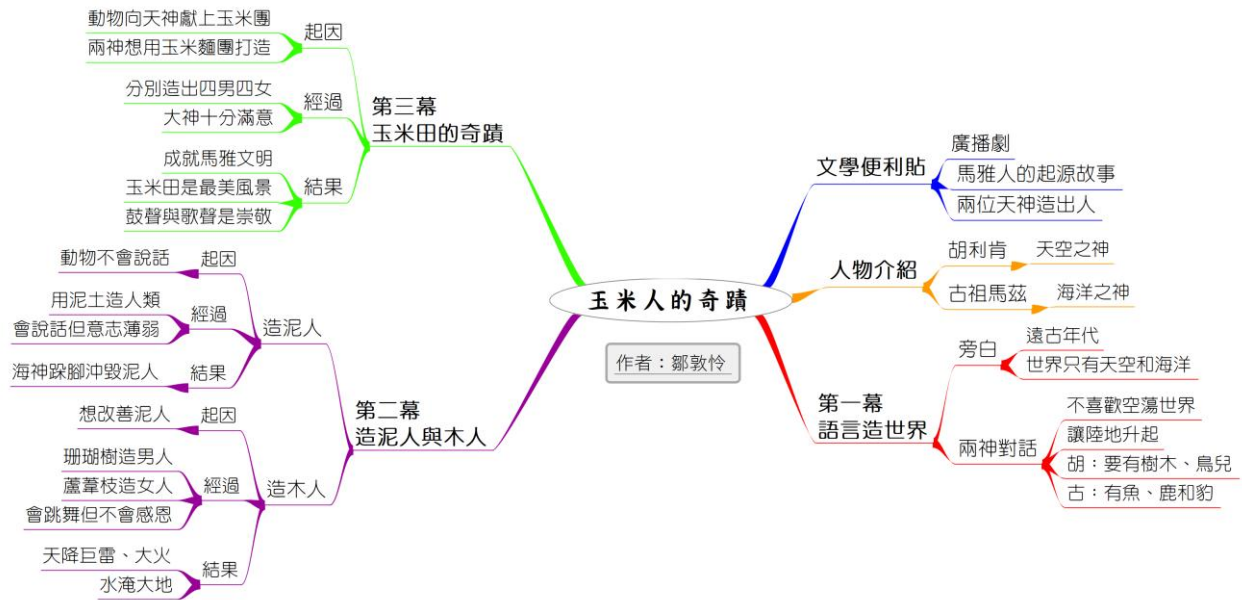 玉米人的奇蹟
作者：鄒敦怜
文學便利貼
廣播劇
馬雅人的起源故事
兩位天神造出人
人物介紹
胡利肯
天空之神
古祖馬茲
海洋之神
第一幕
語言造世界
旁白
遠古年代
世界只有天空和海洋
兩神對話
不喜歡空蕩世界
讓陸地升起
胡：要有樹木、鳥兒
古：有魚、鹿和豹
第二幕
造泥人與木人
造泥人
起因
動物不會說話
經過
用泥土造人類
會說話但意志薄弱
結果
海神跺腳沖毀泥人
造木人
起因
想改善泥人
經過
珊瑚樹造男人
蘆葦枝造女人
會跳舞但不會感恩
結果
天降巨雷、大火
水淹大地
第三幕
玉米田的奇蹟
起因
動物向天神獻上玉米團
兩神想用玉米麵團打造
經過
分別造出四男四女
大神十分滿意
結果
成就馬雅文明
玉米田是最美風景
鼓聲與歌聲是崇敬